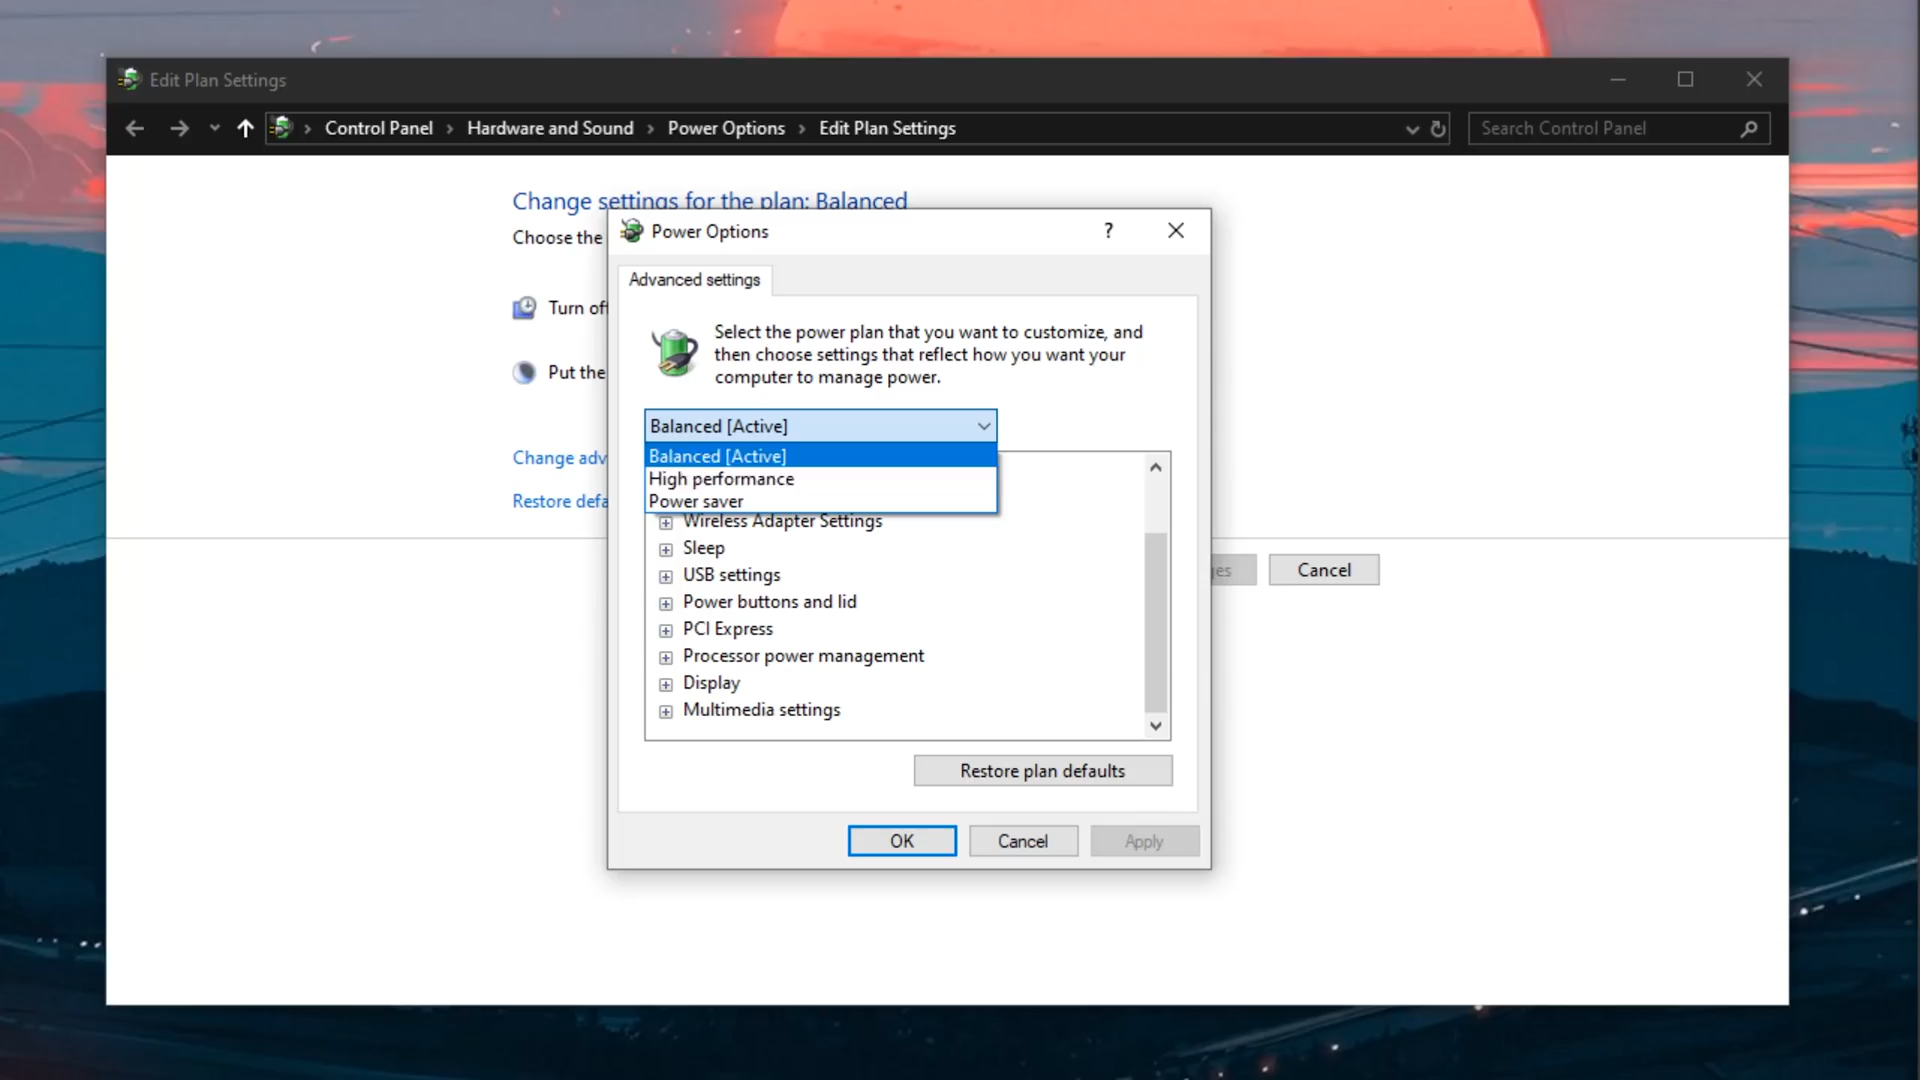 Edit Plan Settings
Control Panel > Hardware and Sound > Power Options > Edit Plan Settings
Search Control Panel
Change settings for the plan: Balanced
Choose the
Power Options
?
Advanced settings
Turn off
Select the power plan that you want to customize, and
then choose settings that reflect how you want your
computer to manage power.
Put the
Balanced [Active]
Balanced [Active]
High performance
Power saver
Change adv
Restore defa
Wireless Adapter Settings
Sleep
USB settings
Power buttons and lid
PCI Express
Processor power management
Display
Multimedia settings
Cancel
Restore plan defaults
OK
Cancel
Apply